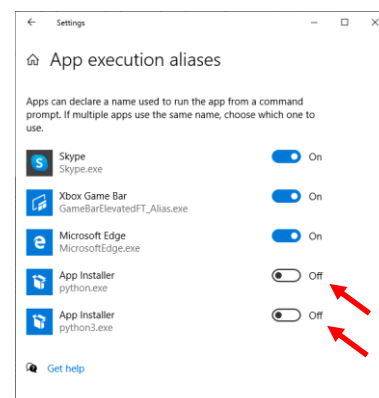 Settings
App execution aliases
Apps can declare a name used to run the app from a command
prompt. If multiple apps use the same name, choose which one to
use.
Skype
Skype.exe
On
Xbox Game Bar
GameBarElevatedFT_Alias.exe
On
Microsoft Edge
MicrosoftEdge.exe
On
App Installer
python.exe
Off
App Installer
python3.exe
Off
Get help